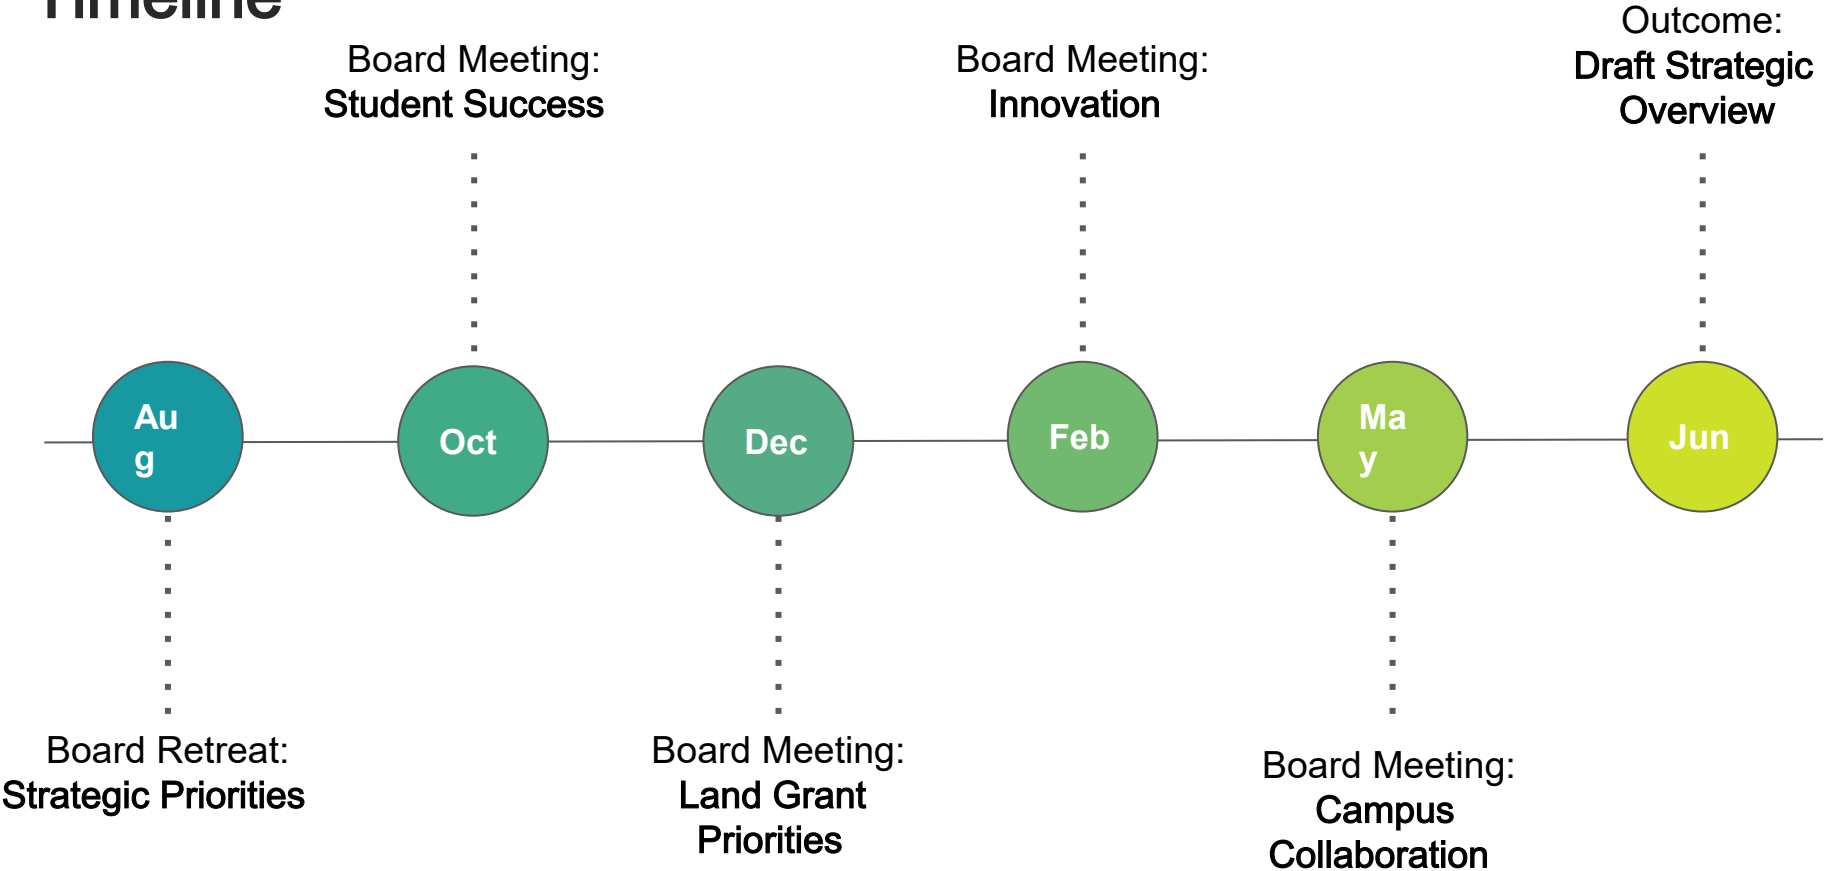 Timeline
Outcome:
Draft Strategic
Overview
Board Meeting:
Student Success
Board Meeting:
Innovation
Au
g
Oct
Dec
Feb
Ma
y
Jun
Board Retreat:
Strategic Priorities
Board Meeting:
Land Grant
Priorities
Board Meeting:
Campus
Collaboration